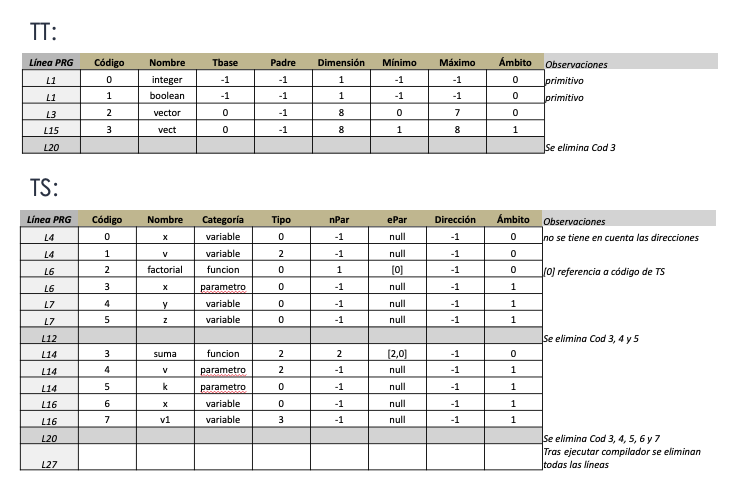 TT:
Línea PRG Código Nombre Tbase Padre Dimensión Mínimo Máximo Ámbito Observaciones
L1 0 integer -1 -1 1 -1 -1 0 primitivo
L1 1 boolean -1 -1 1 -1 -1 0 primitivo
L3 2 vector 0 -1 8 0 7 0
L15 3 vect 0 -1 8 1 8 1
L20 Se elimina Cod 3
TS:
Línea PRG Código Nombre Categoría Tipo nPar ePar Dirección Ámbito Observaciones
L4 0 x variable 0 -1 null -1 0 no se tiene en cuenta las direcciones
L4 1 v variable 2 -1 null -1 0
L6 2 factorial funcion 0 1 [0] -1 0 [0] referencia a código de TS
L6 3 x parametro 0 -1 null -1 1
L7 4 y variable 0 -1 null -1 1
L7 5 z variable 0 -1 null -1 1
L12 Se elimina Cod 3, 4 y 5
L14 3 suma funcion 2 2 [2,0] -1 0
L14 4 v parametro 2 -1 null -1 1
L14 5 k parametro 0 -1 null -1 1
L16 6 x variable 0 -1 null -1 1
L16 7 v1 variable 3 -1 null -1 1
L20 Se elimina Cod 3, 4, 5, 6 y 7
Tras ejecutar compilador se eliminan
L27 todas las líneas